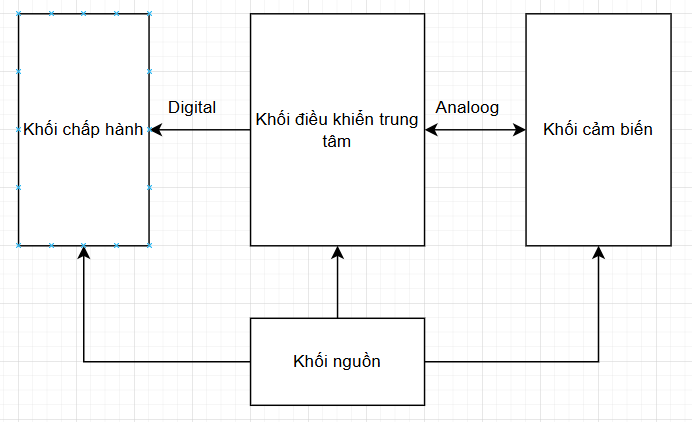 Digital
Analoog
Khối chấp hành
Khối điều khiển trung
tâm
Khối cảm biến
Khối nguồn